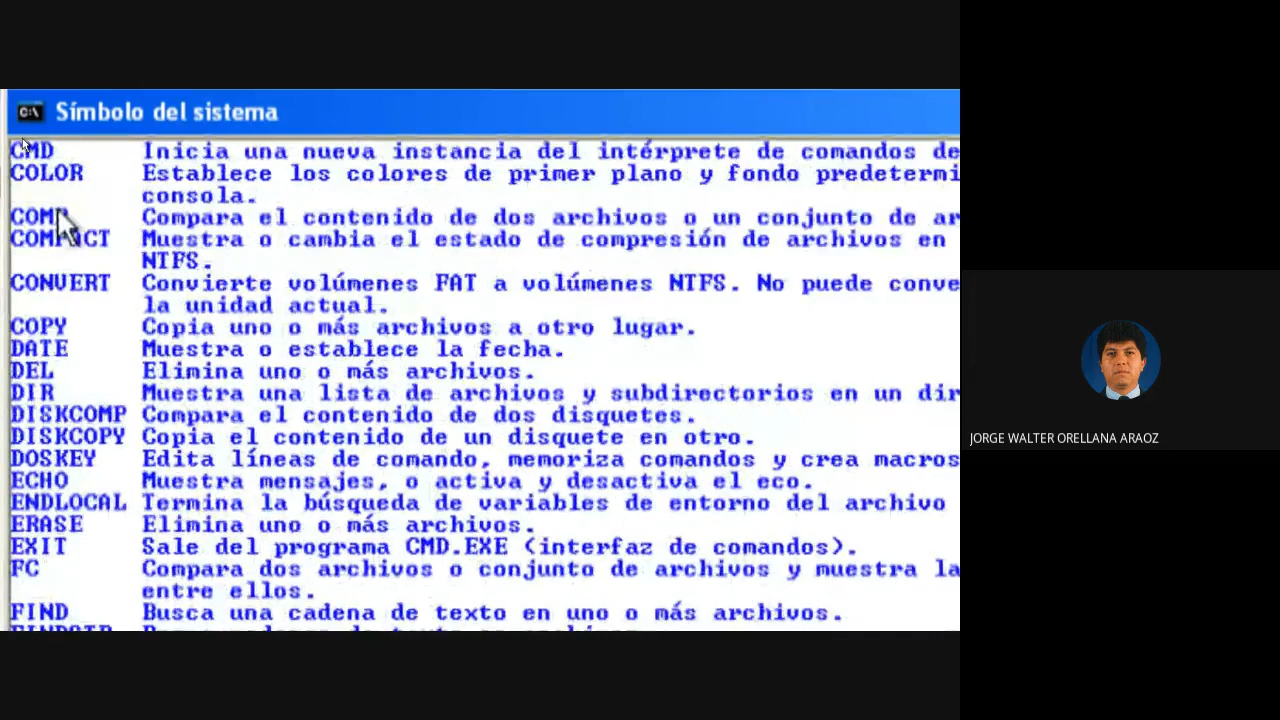 C:\ Símbolo del sistema
CMD Inicia una nueva instancia del intérprete de comandos de
COLOR Establece los colores de primer plano y fondo predetermi
consola.
COMP Compara el contenido de dos archivos o un conjunto de ar
COMPACT Muestra o cambia el estado de compresión de archivos en
NTFS.
CONVERT Convierte volúmenes FAT a volúmenes NTFS. No puede conve
la unidad actual.
COPY Copia uno o más archivos a otro lugar.
DATE Muestra o establece la fecha.
DEL Elimina uno o más archivos.
DIR Muestra una lista de archivos y subdirectorios en un dir
DISKCOMP Compara el contenido de dos disquetes.
DISKCOPY Copia el contenido de un disquete en otro.
DOSKEY Edita líneas de comando, memoriza comandos y crea macros
ECHO Muestra mensajes, o activa y desactiva el eco.
ENDLOCAL Termina la búsqueda de variables de entorno del archivo
ERASE Elimina uno o más archivos.
EXIT Sale del programa CMD.EXE (interfaz de comandos).
FC Compara dos archivos o conjunto de archivos y muestra la
entre ellos.
FIND Busca una cadena de texto en uno o más archivos.
JORGE WALTER ORELLANA ARAOZ